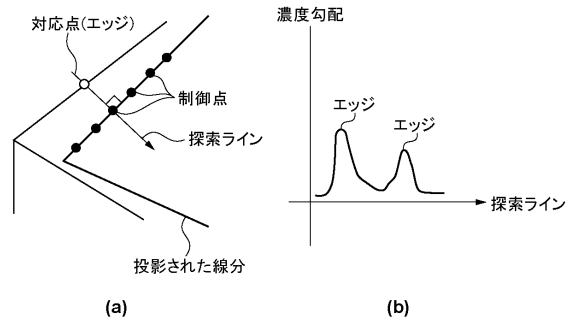 対応点(エッジ)
制御点
探索ライン
投影された線分
(a)
濃度勾配
エッジ
エッジ
探索ライン
(b)